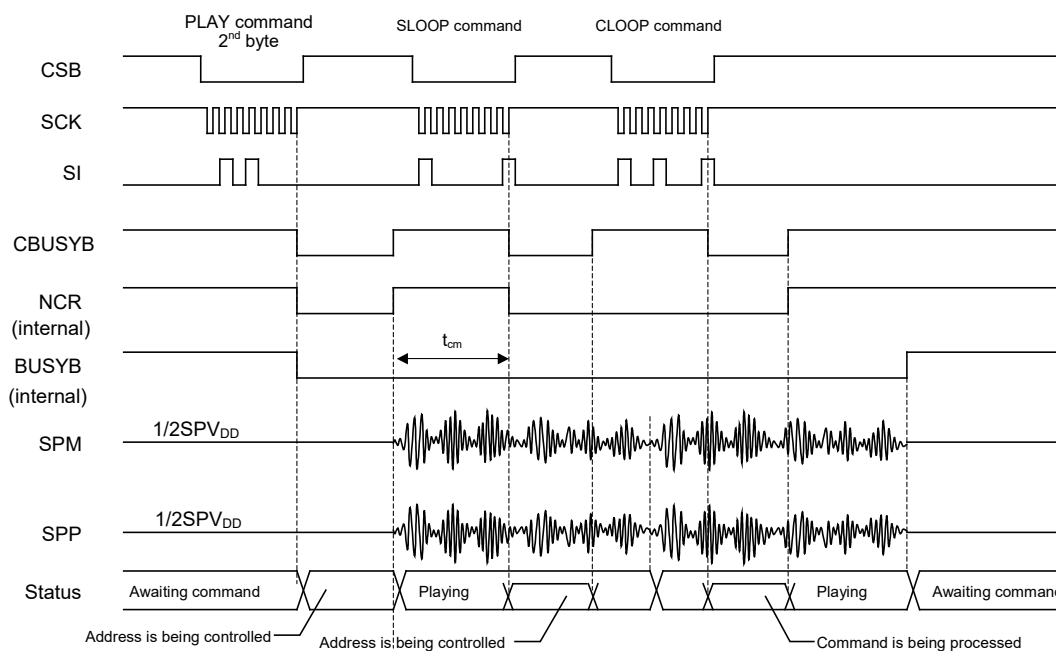 PLAY command
2nd byte
SLOOP command
CLOOP command
CSB
SCK
SI
CBUSYB
NCR
(internal)
tcm
BUSYB
(internal)
SPM
1/2SPVDD
SPP
1/2SPVDD
Status
Awaiting command
Playing
Playing
Awaiting command
Address is being controlled
Address is being controlled
Command is being processed